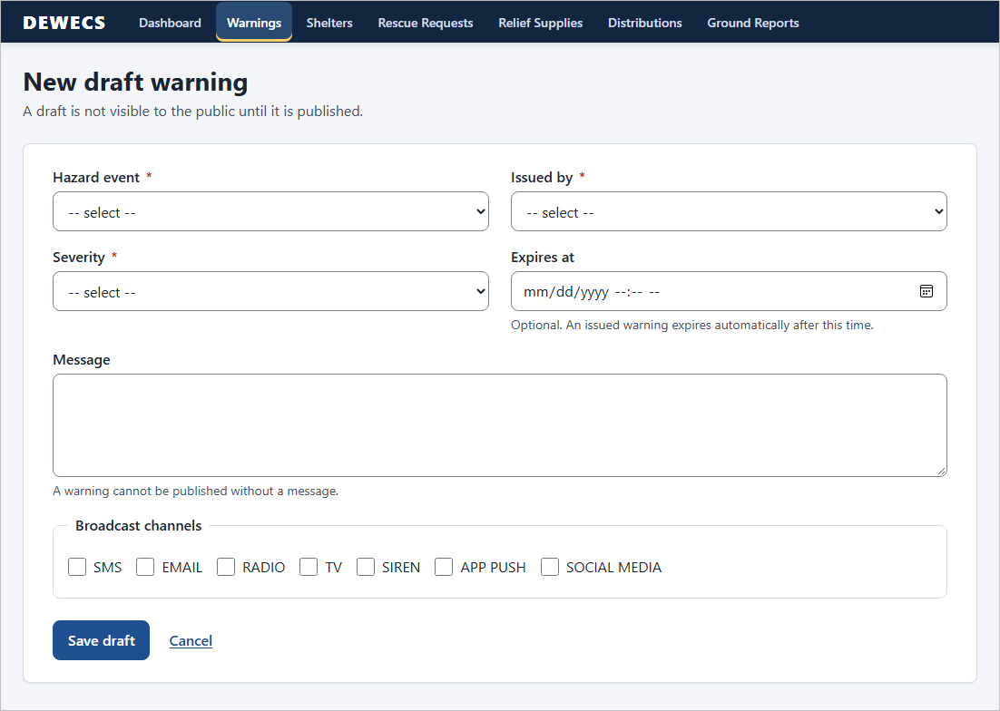 DEWECS Dashboard Warnings Shelters Rescue Requests Relief Supplies Distributions Ground Reports
New draft warning
A draft is not visible to the public until it is published.
Hazard event * Issued by *
-- select -- -- select --
Severity * Expires at
-- select -- mm/dd/yyyy --:-- --
Optional. An issued warning expires automatically after this time.
Message
A warning cannot be published without a message.
Broadcast channels
SMS EMAIL RADIO TV SIREN APP PUSH SOCIAL MEDIA
Save draft Cancel